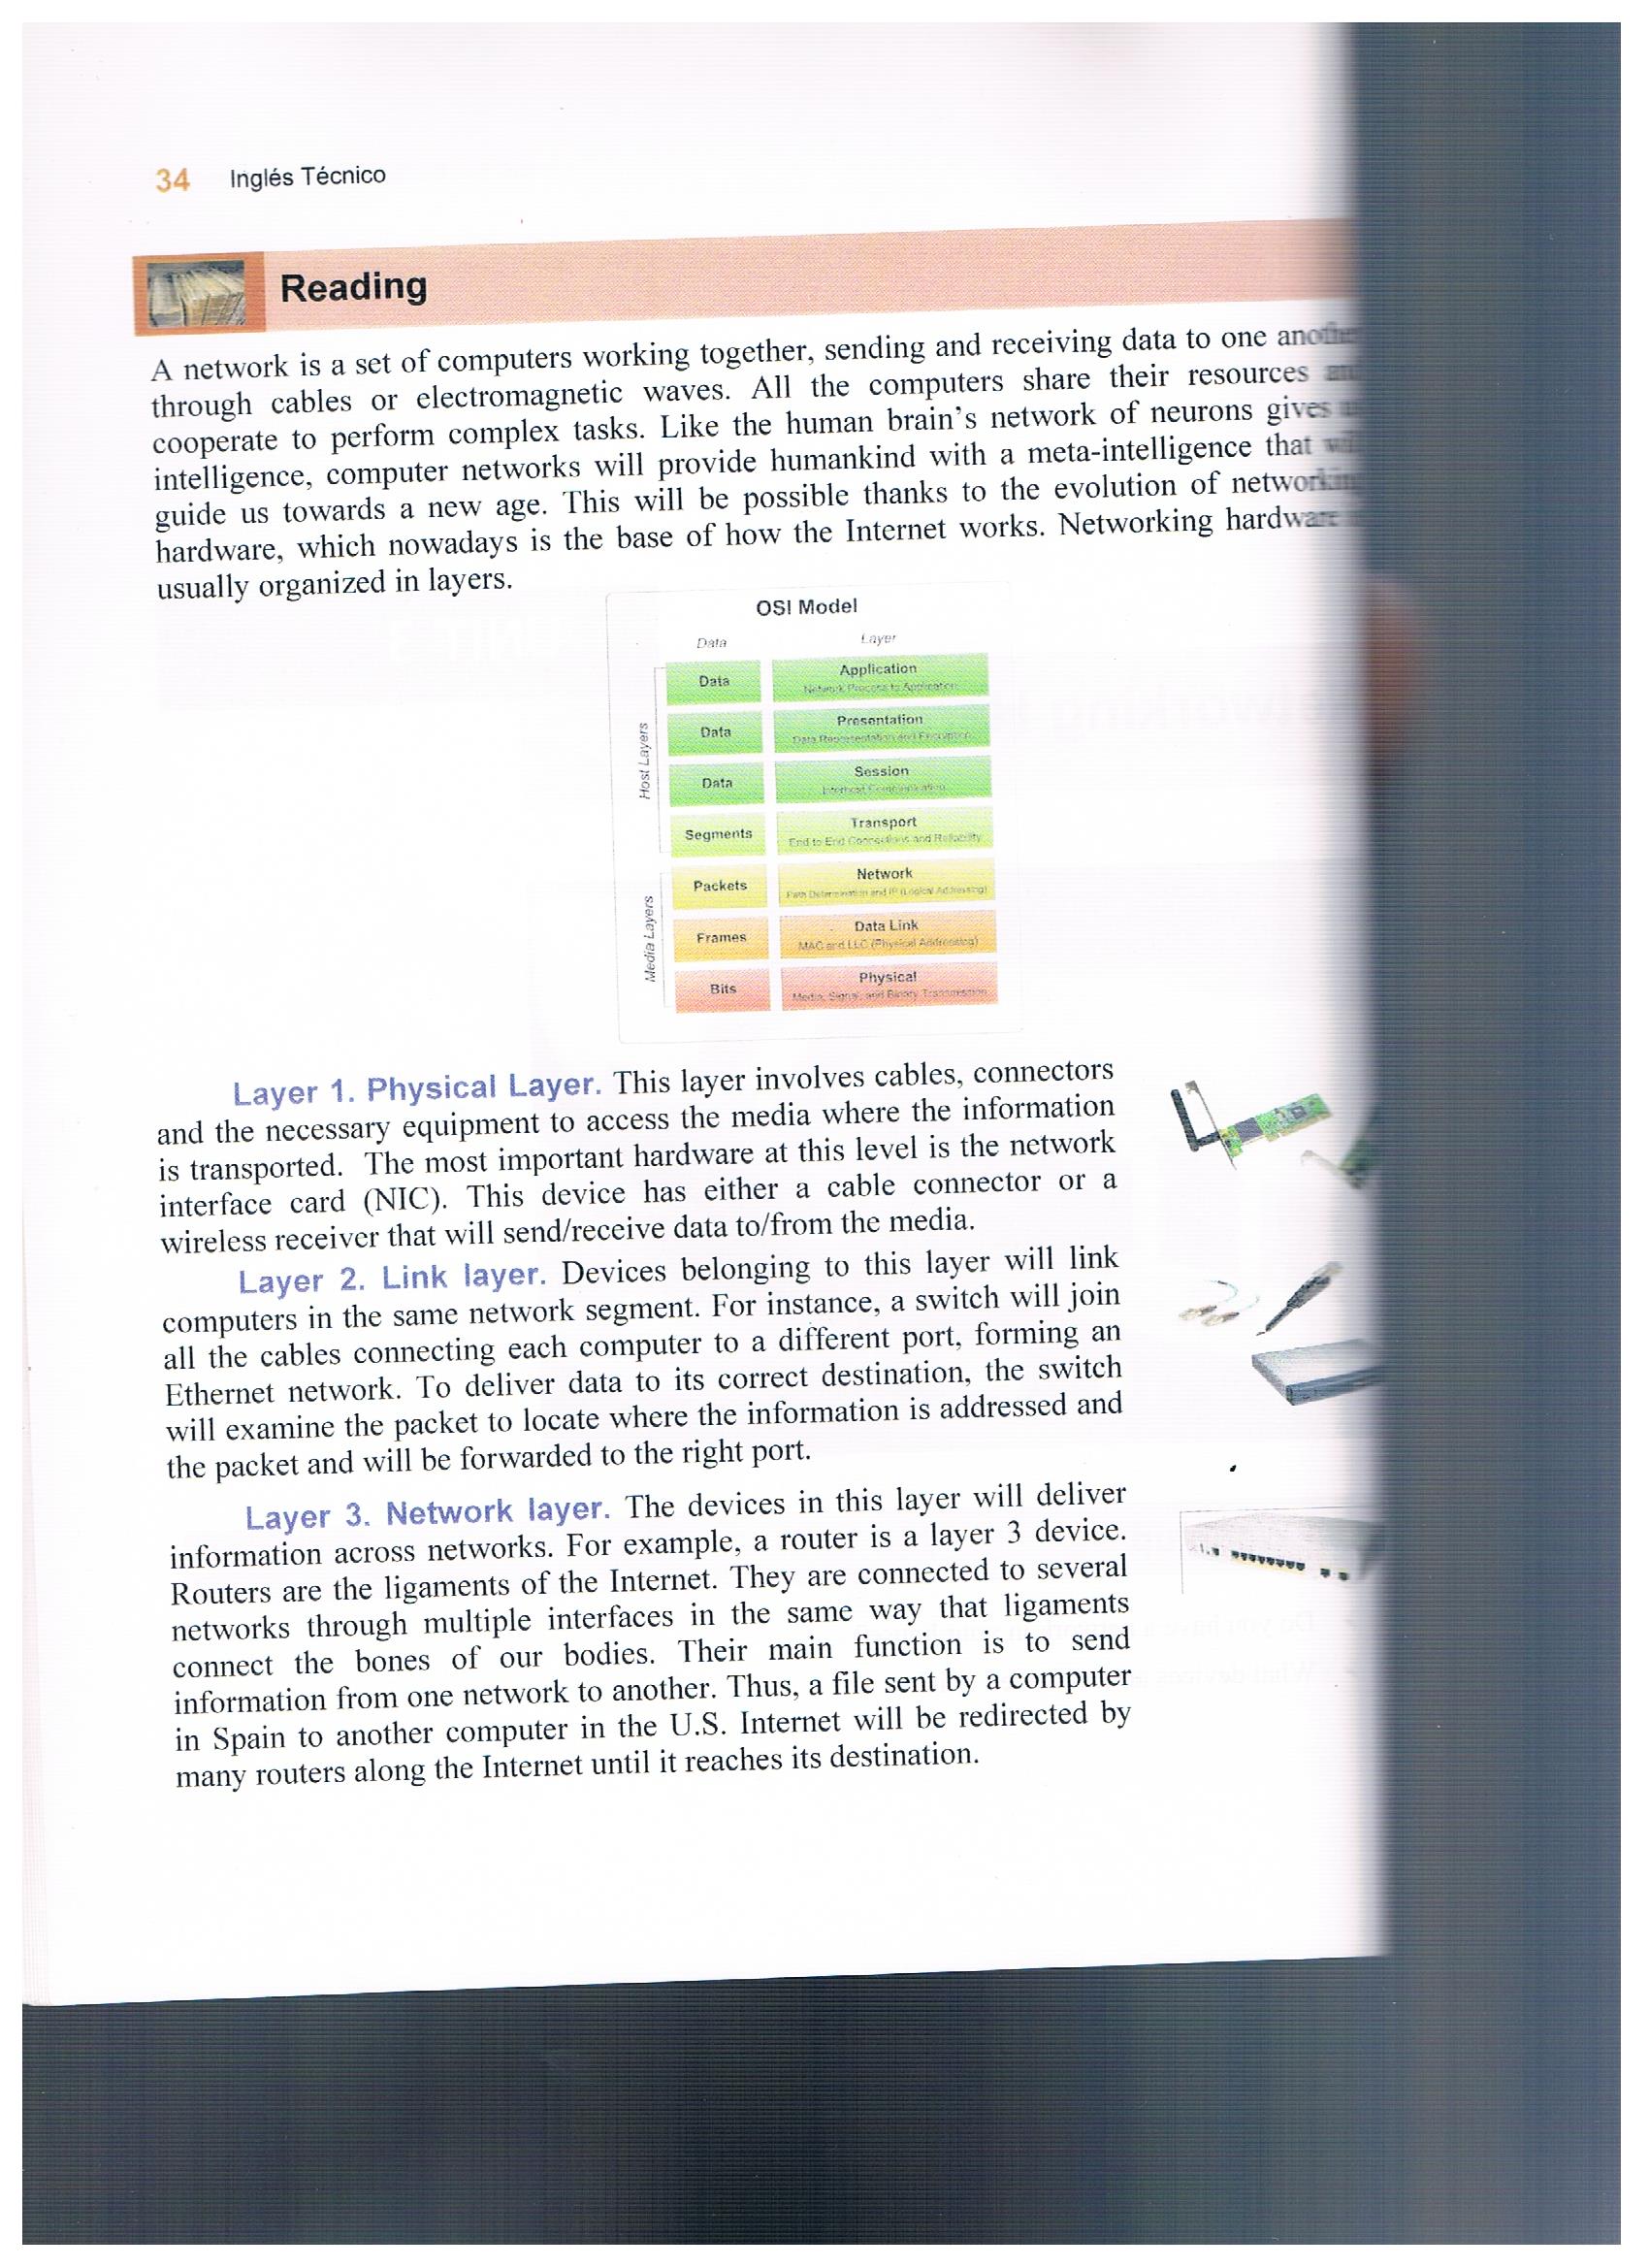 34 Inglés Técnico
Reading
A network is a set of computers working together, sending and receiving data to one another
through cables or electromagnetic waves. All the computers share their resources and
cooperate to perform complex tasks. Like the human brain's network of neurons gives us
intelligence, computer networks will provide humankind with a meta-intelligence that will
guide us towards a new age. This will be possible thanks to the evolution of networking
hardware, which nowadays is the base of how the Internet works. Networking hardware is
usually organized in layers.
OSI Model
Data Layer
Host Layers
Data Application
Network Process to Application
Data Presentation
Data Representation and Encryption
Data Session
Interhost Communication
Segments Transport
End to End Connections and Reliability
Media Layers
Packets Network
Path Determination and IP (Logical Addressing)
Frames Data Link
MAC and LLC (Physical Addressing)
Bits Physical
Media, Signal, and Binary Transmission
Layer 1. Physical Layer. This layer involves cables, connectors
and the necessary equipment to access the media where the information
is transported. The most important hardware at this level is the network
interface card (NIC). This device has either a cable connector or a
wireless receiver that will send/receive data to/from the media.
Layer 2. Link layer. Devices belonging to this layer will link
computers in the same network segment. For instance, a switch will join
all the cables connecting each computer to a different port, forming an
Ethernet network. To deliver data to its correct destination, the switch
will examine the packet to locate where the information is addressed and
the packet and will be forwarded to the right port.
Layer 3. Network layer. The devices in this layer will deliver
information across networks. For example, a router is a layer 3 device.
Routers are the ligaments of the Internet. They are connected to several
networks through multiple interfaces in the same way that ligaments
connect the bones of our bodies. Their main function is to send
information from one network to another. Thus, a file sent by a computer
in Spain to another computer in the U.S. Internet will be redirected by
many routers along the Internet until it reaches its destination.